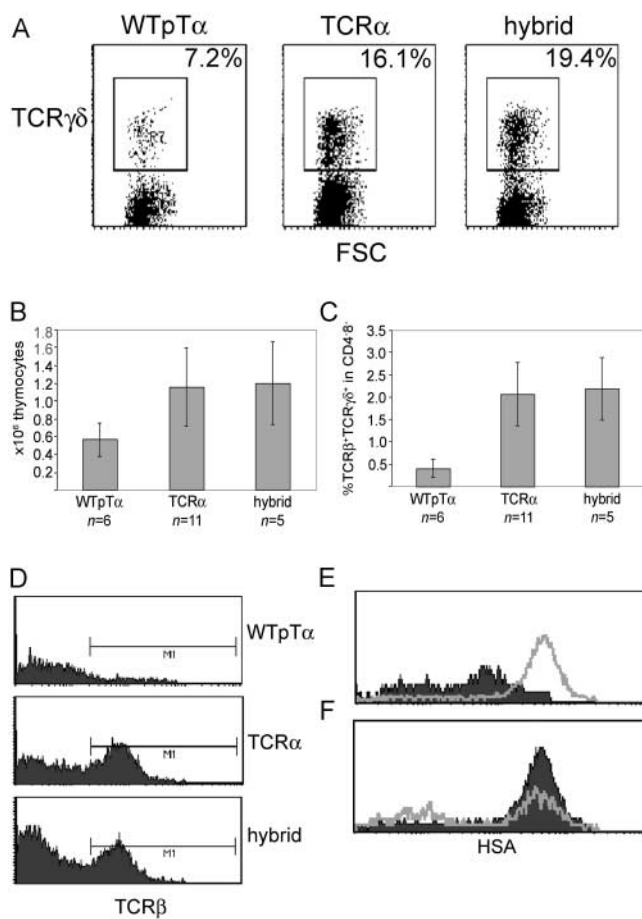 A
WTpTα TCRα hybrid
7.2% 16.1% 19.4%
TCRγδ
FSC
B
x10⁶ thymocytes
1.8
1.6
1.4
1.2
1.0
0.8
0.6
0.4
0.2
WTpTα TCRα hybrid
n=6 n=11 n=5
C
%TCRβ⁺TCRγδ⁺ in CD4⁻8⁻
3.5
3.0
2.5
2.0
1.5
1.0
0.5
WTpTα TCRα hybrid
n=6 n=11 n=5
D
WTpTα
M1
TCRα
M1
hybrid
M1
TCRβ
E
F
HSA